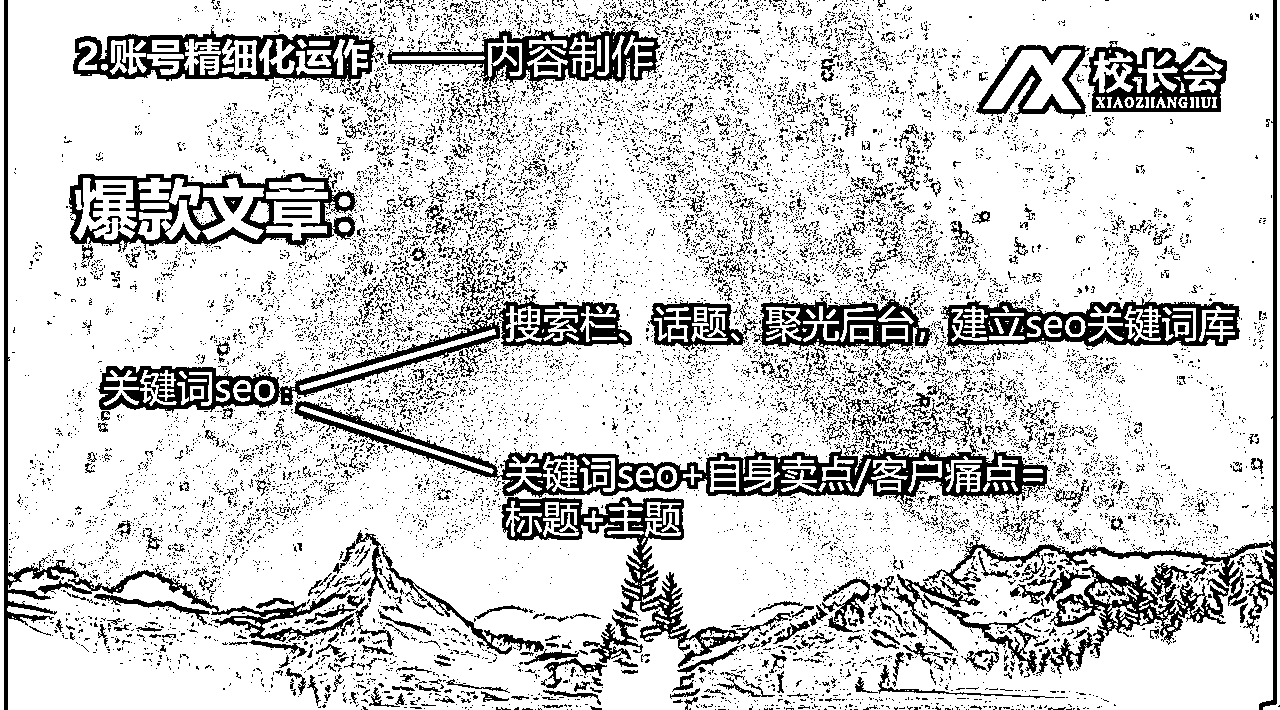 2.账号精细化运作——内容制作
校长会
XIAOZHANGHUI
爆款文章：
搜索栏、话题、聚光后台，建立seo关键词库
关键词seo：
关键词seo+自身卖点/客户痛点=
标题+主题